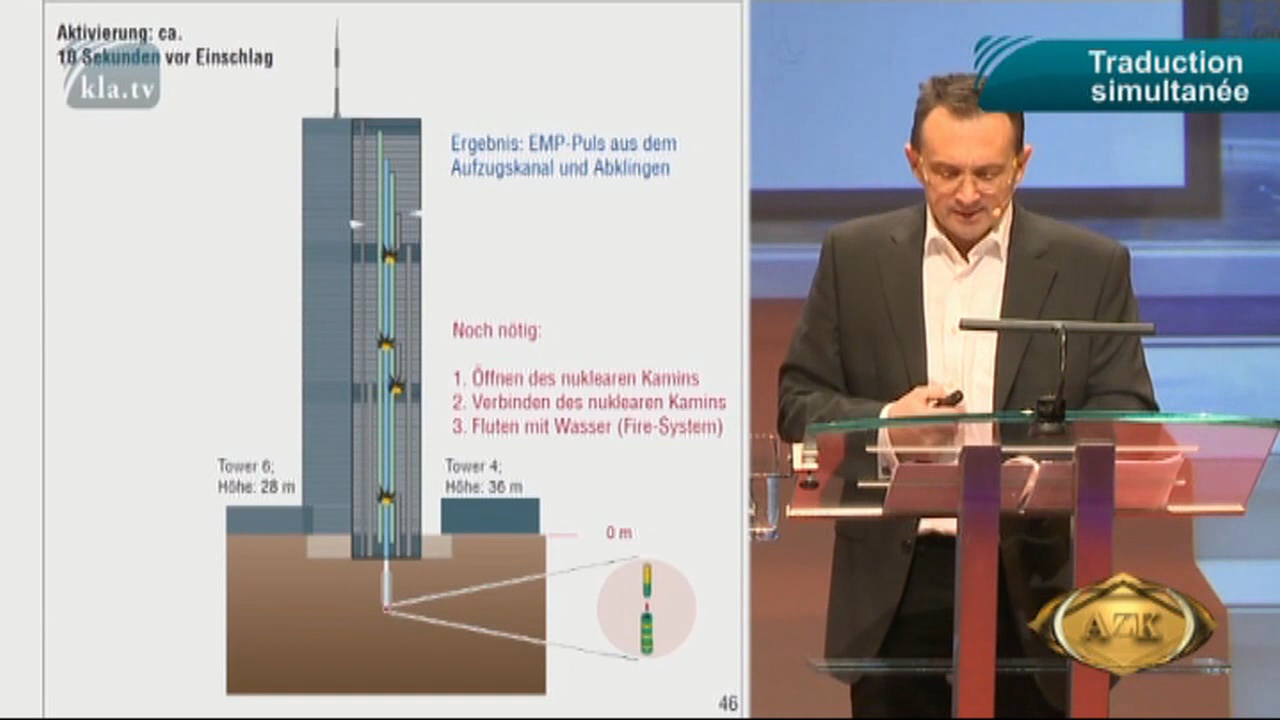 Aktivierung: ca.
10 Sekunden vor Einschlag
kla.tv
Traduction
simultanée
Ergebnis: EMP-Puls aus dem
Aufzugskanal und Abklingen
Noch nötig:
1. Öffnen des nuklearen Kamins
2. Verbinden des nuklearen Kamins
3. Fluten mit Wasser (Fire-System)
Tower 6;
Höhe: 28 m
Tower 4;
Höhe: 36 m
0 m
AZK
46